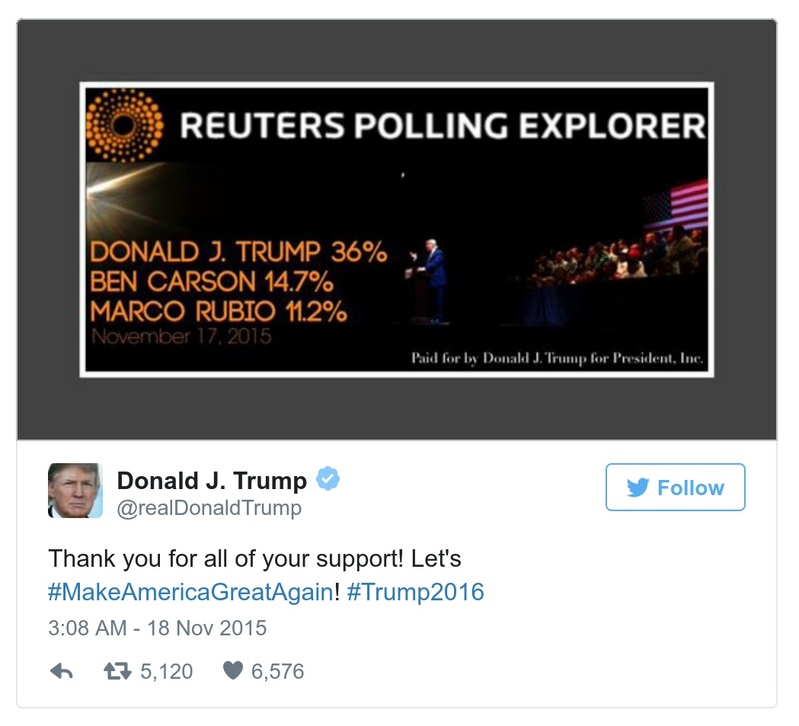 REUTERS POLLING EXPLORER
DONALD J. TRUMP 36%
BEN CARSON 14.7%
MARCO RUBIO 11.2%
November 17, 2015
Paid for by Donald J. Trump for President, Inc.
Donald J. Trump
@realDonaldTrump
Follow
Thank you for all of your support! Let's
#MakeAmericaGreatAgain! #Trump2016
3:08 AM - 18 Nov 2015
5,120 6,576